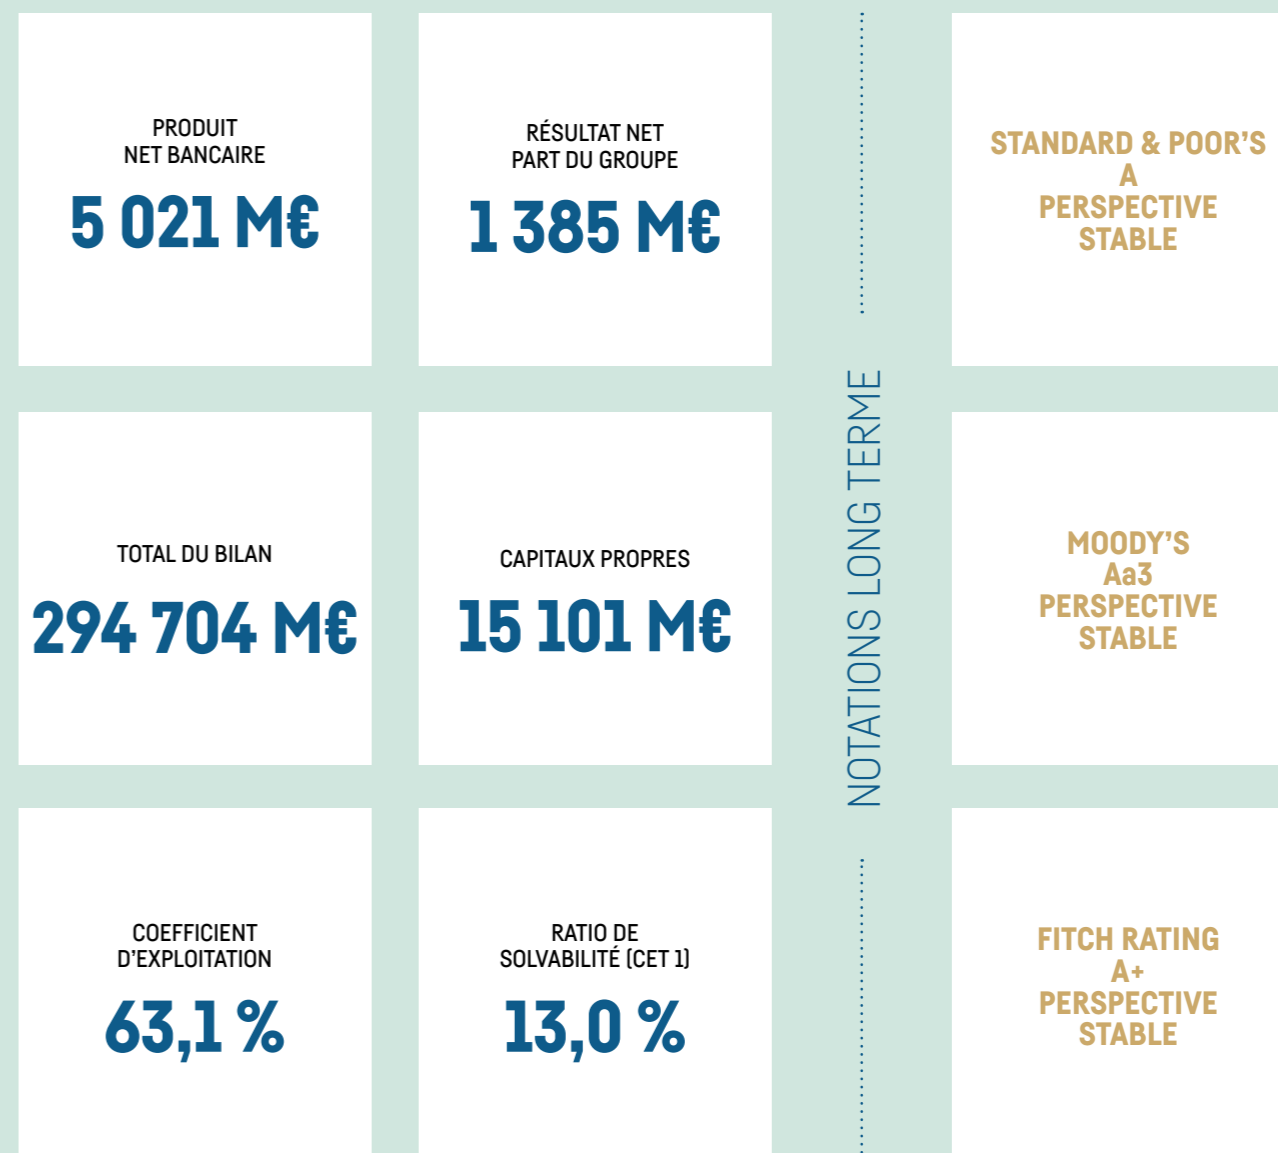 PRODUIT
NET BANCAIRE
5 021 M€
RÉSULTAT NET
PART DU GROUPE
1 385 M€
TOTAL DU BILAN
294 704 M€
CAPITAUX PROPRES
15 101 M€
COEFFICIENT
D'EXPLOITATION
63,1 %
RATIO DE
SOLVABILITÉ (CET 1)
13,0 %
NOTATIONS LONG TERME
STANDARD & POOR'S
A
PERSPECTIVE
STABLE
MOODY'S
Aa3
PERSPECTIVE
STABLE
FITCH RATING
A+
PERSPECTIVE
STABLE